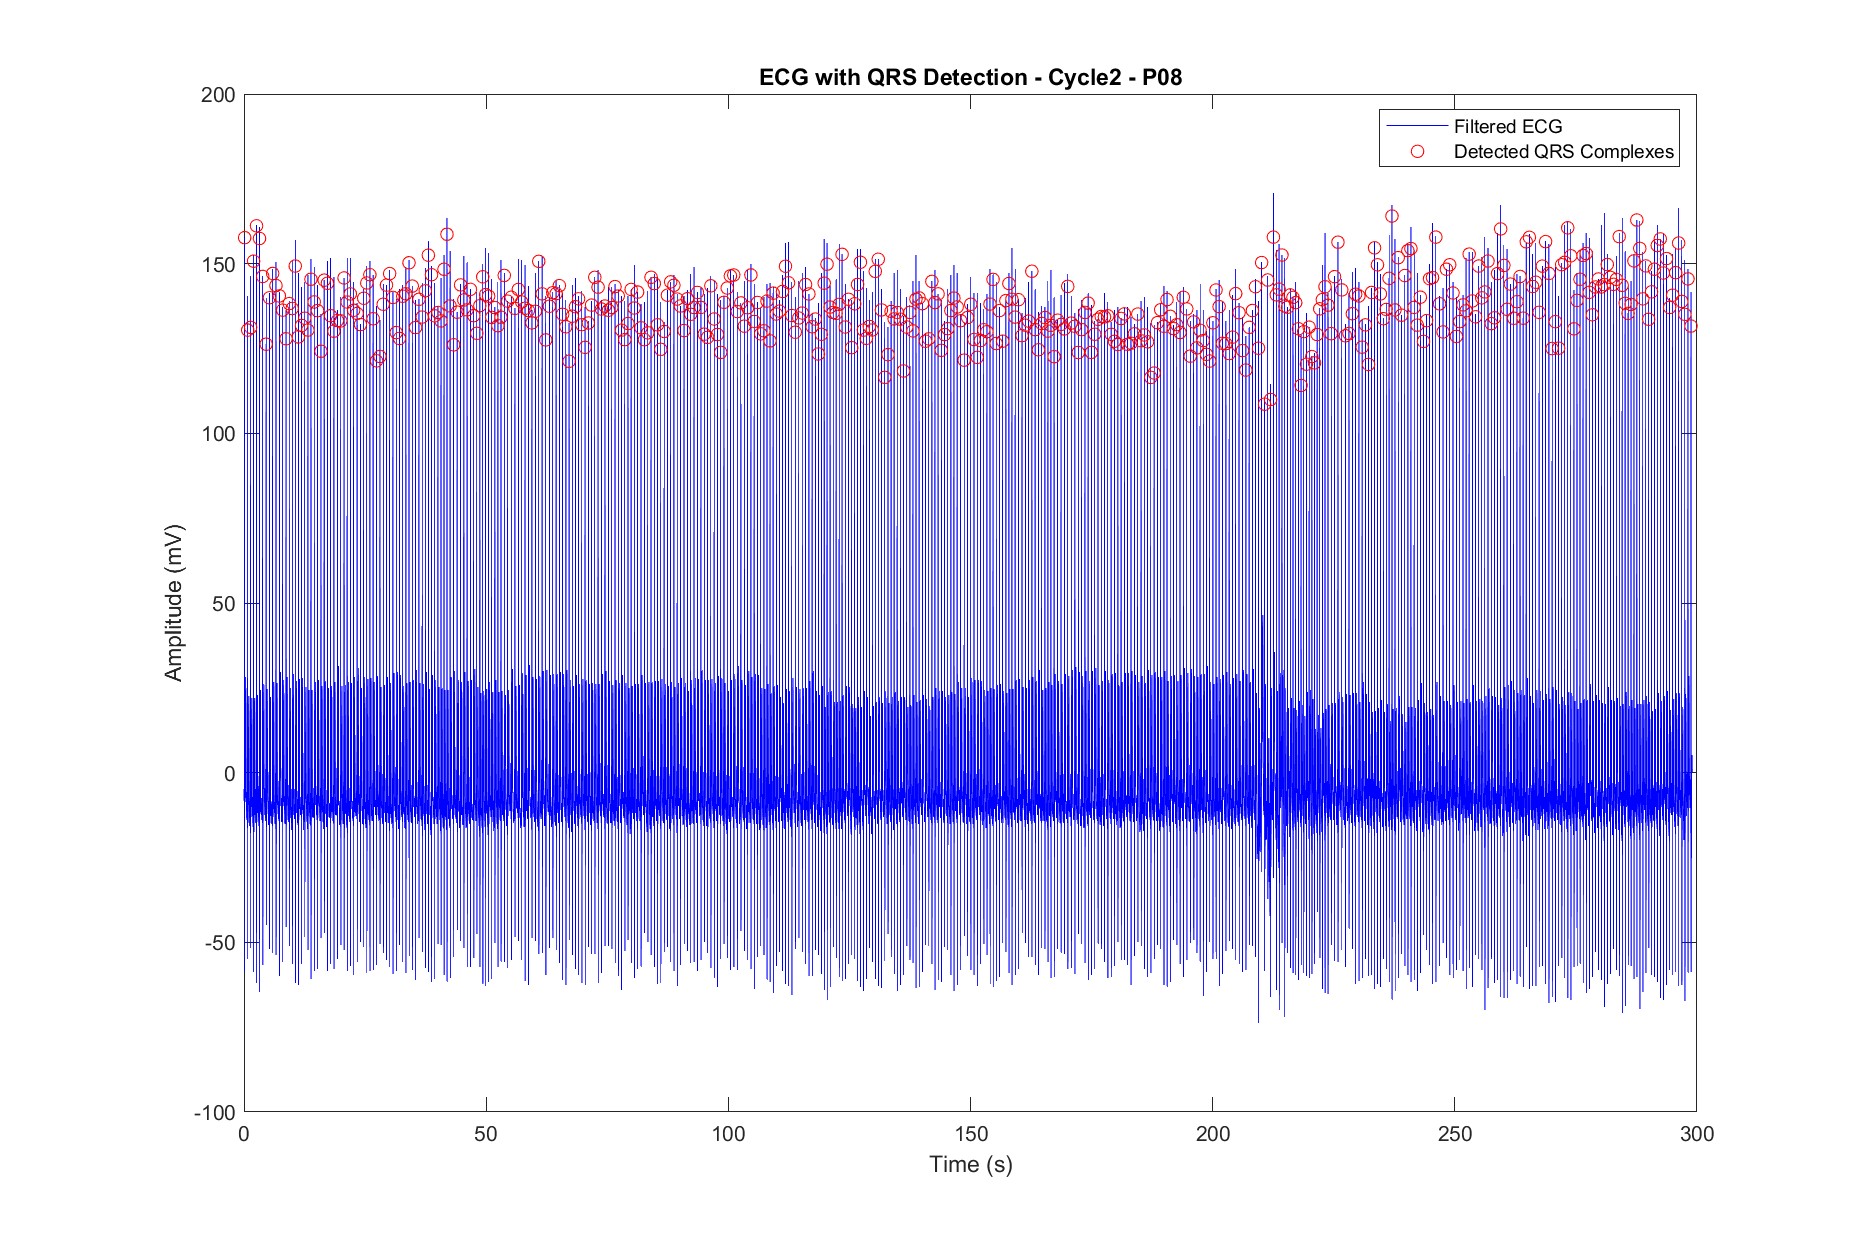 ECG with QRS Detection - Cycle2 - P08
Filtered ECG
Detected QRS Complexes
200
150
100
50
0
-50
-100
Amplitude (mV)
0 50 100 150 200 250 300
Time (s)